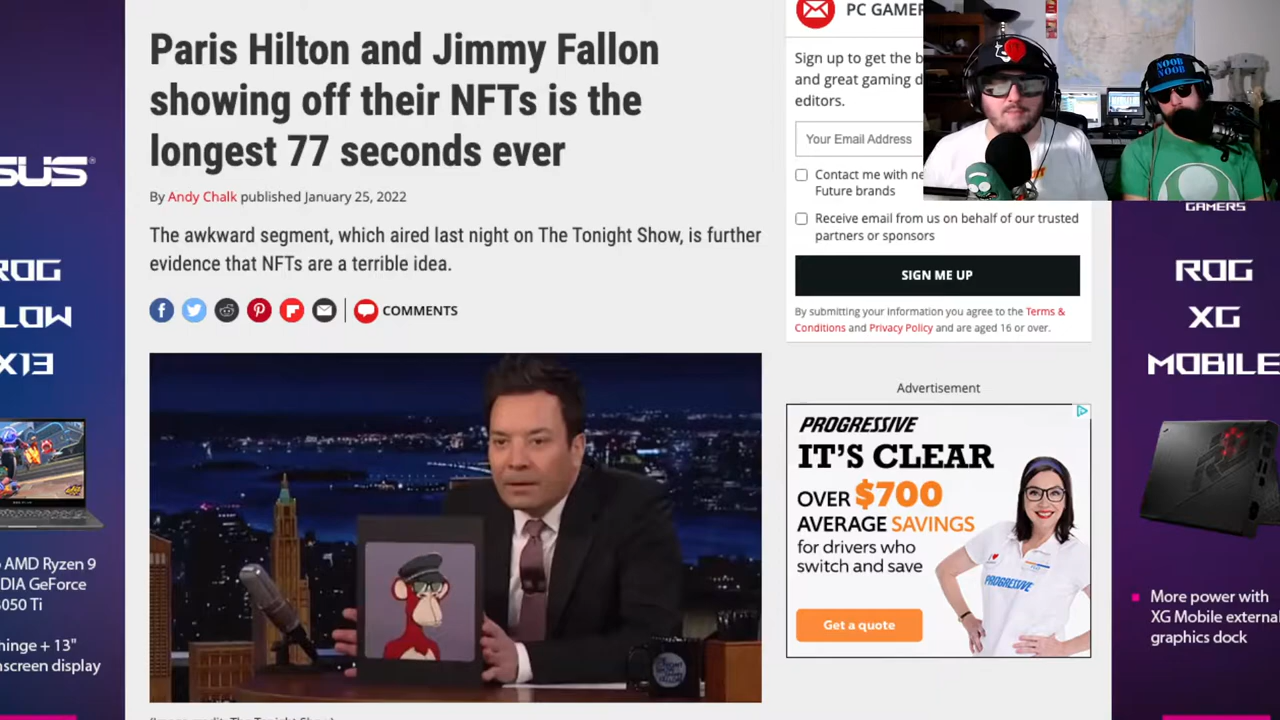 Paris Hilton and Jimmy Fallon
showing off their NFTs is the
longest 77 seconds ever
By Andy Chalk published January 25, 2022
The awkward segment, which aired last night on The Tonight Show, is further
evidence that NFTs are a terrible idea.
COMMENTS
PC GAMER
Sign up to get the b
and great gaming d
editors.
Your Email Address
Contact me with ne
Future brands
Receive email from us on behalf of our trusted
partners or sponsors
SIGN ME UP
By submitting your information you agree to the Terms &
Conditions and Privacy Policy and are aged 16 or over.
Advertisement
PROGRESSIVE
IT'S CLEAR
OVER $700
AVERAGE SAVINGS
for drivers who
switch and save
Get a quote
PROGRESSIVE
NOOB
NOOB
SUS
ROG
LOW
X13
AMD Ryzen 9
DIA GeForce
050 Ti
hinge + 13"
nscreen display
GAMERS
ROG
XG
MOBILE
More power with
XG Mobile external
graphics dock